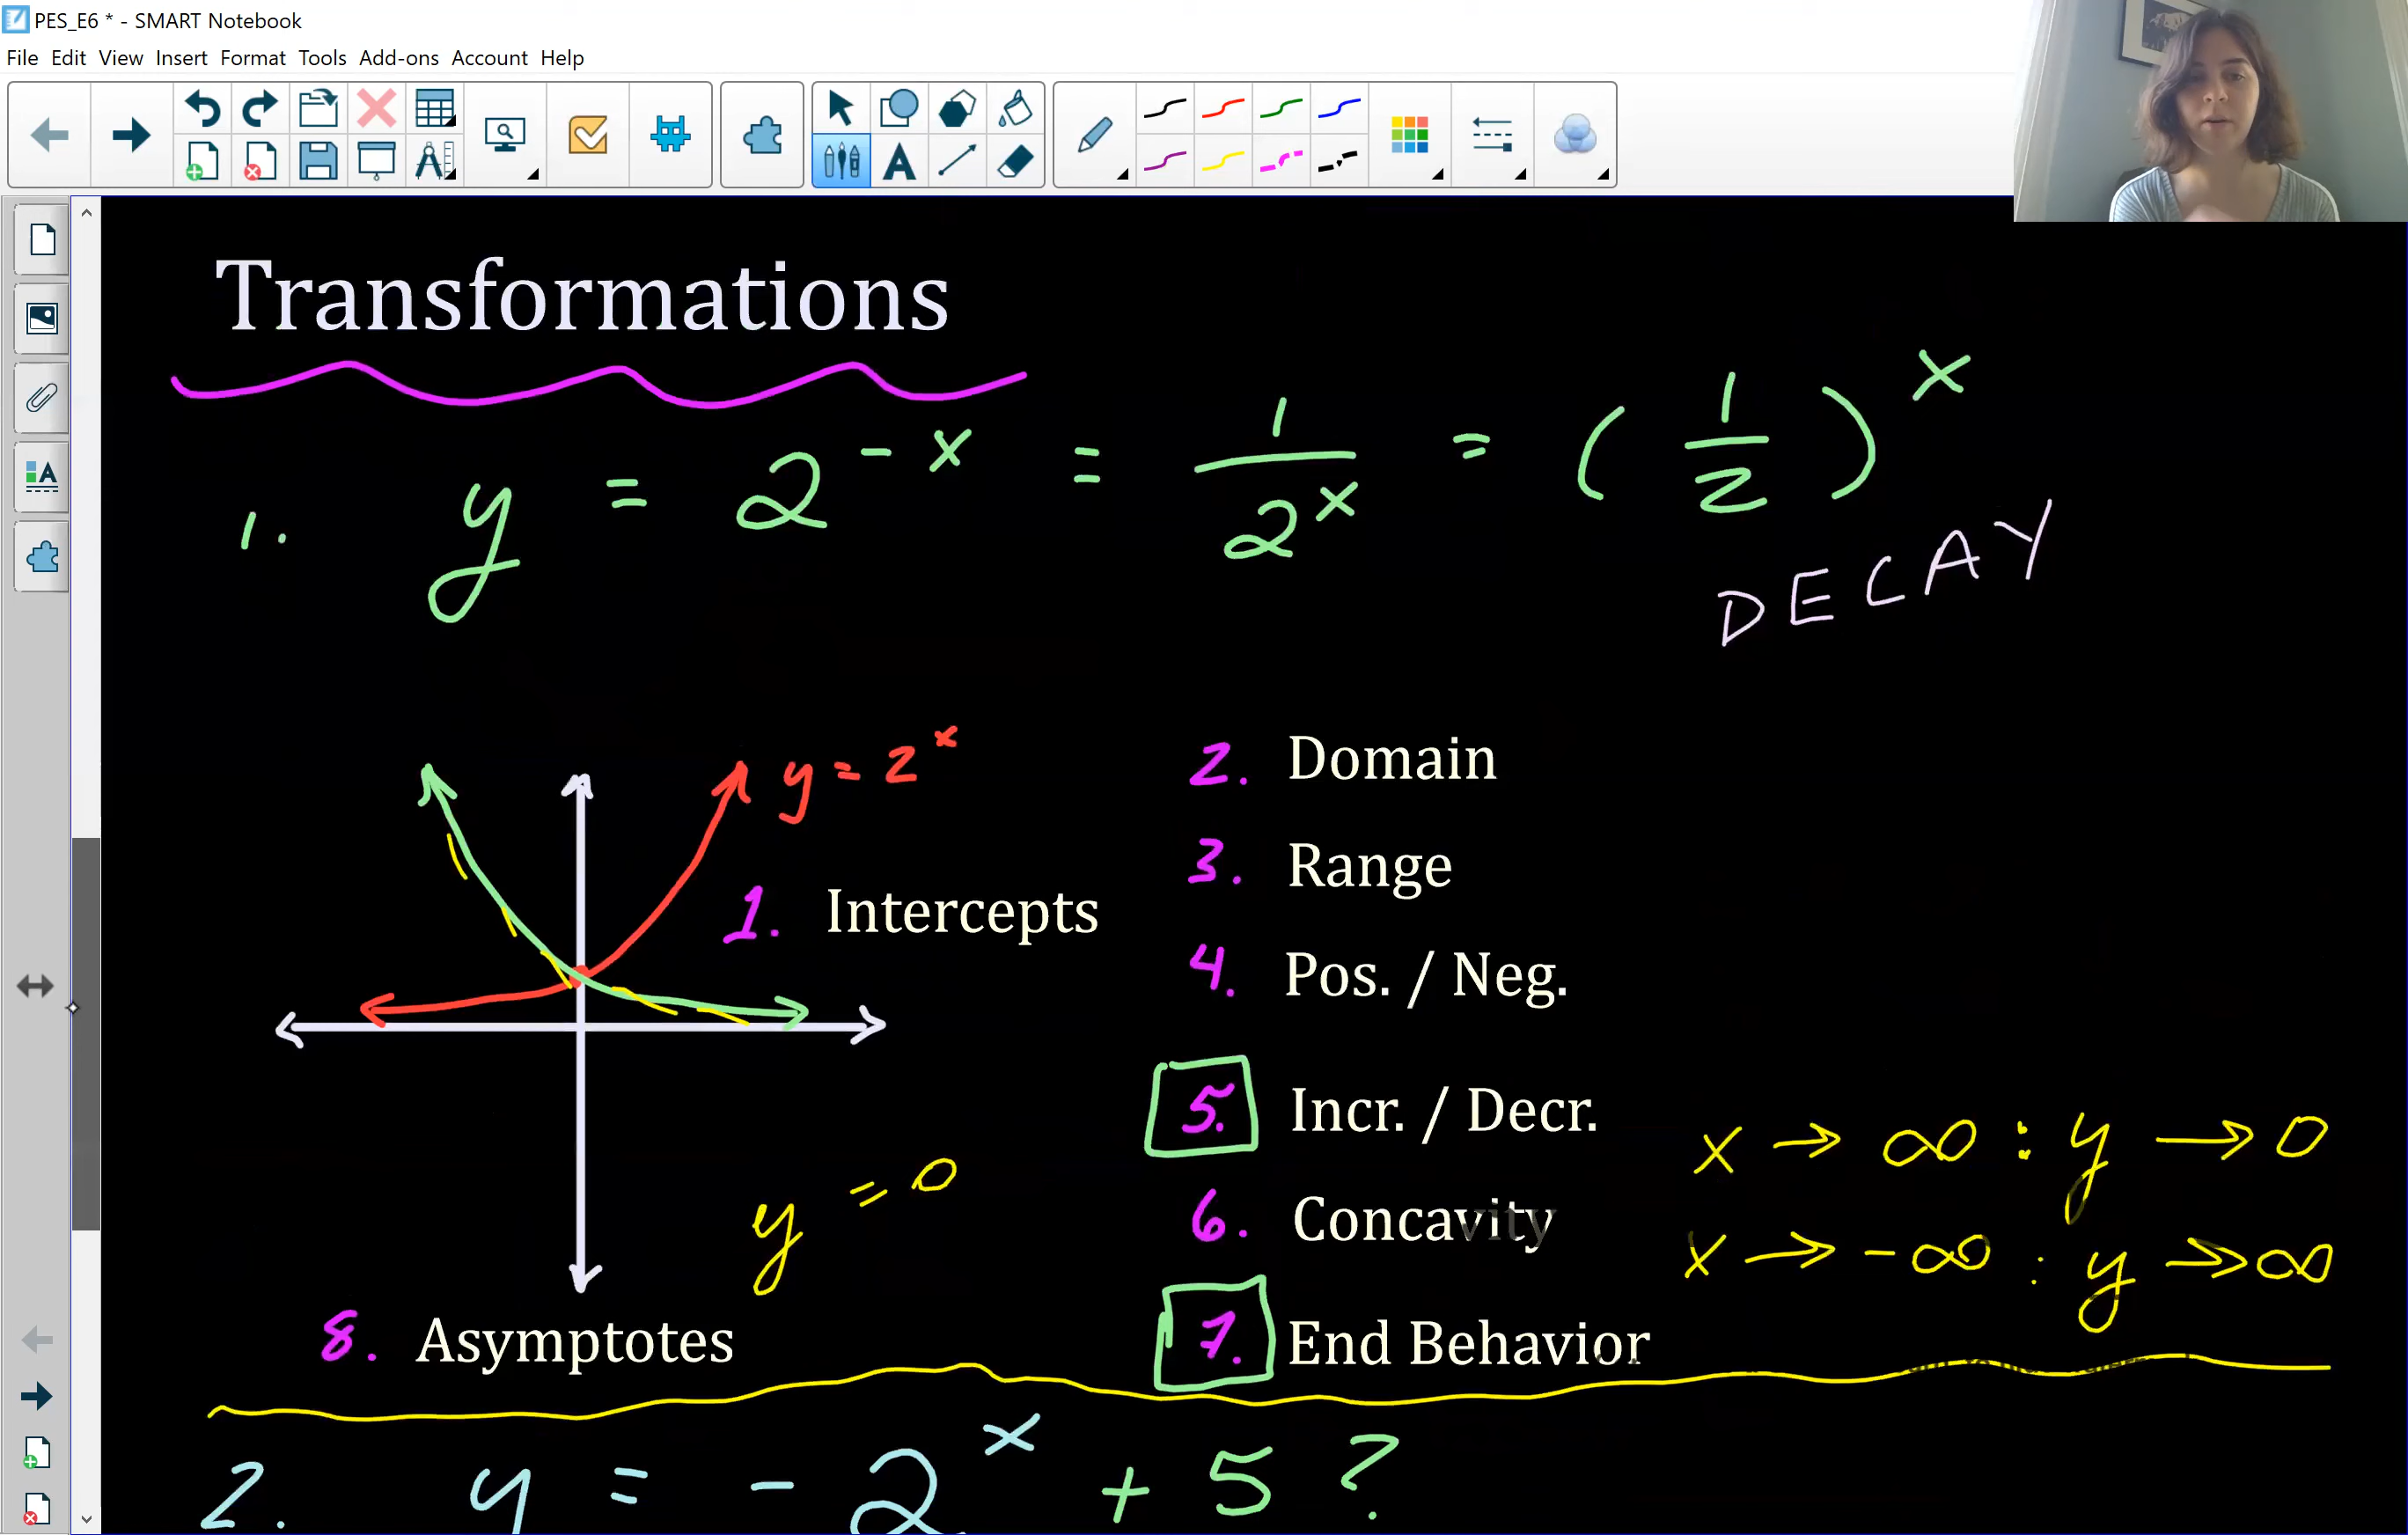 PES_E6 * - SMART Notebook
File Edit View Insert Format Tools Add-ons Account Help
Transformations
1. y = 2^-x = 1/2^x = (1/2)^x
DECAY
y = 2^x
1. Intercepts
2. Domain
3. Range
4. Pos. / Neg.
5. Incr. / Decr.
6. Concavity
7. End Behavior
x → ∞ : y → 0
x → -∞ : y → ∞
y = 0
8. Asymptotes
2. y = - 2^x + 5 ?